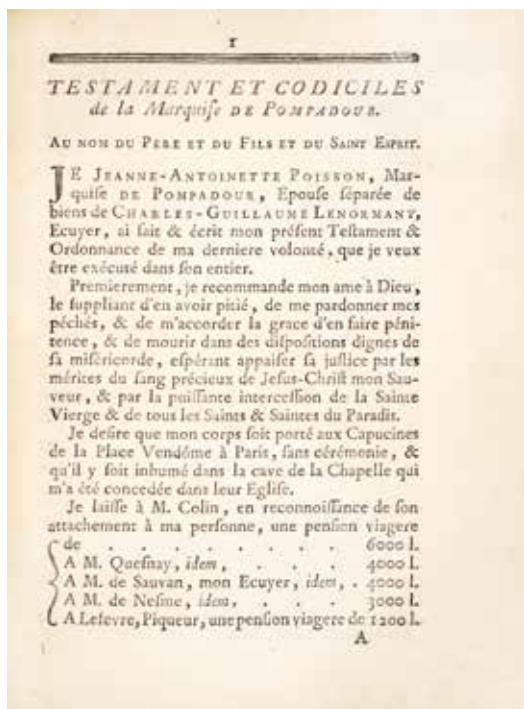 1
TESTAMENT ET CODICILES
de la Marquiſe DE POMPADOUR.
AU NOM DU PERE ET DU FILS ET DU SAINT ESPRIT.
JE JEANNE-ANTOINETTE POISSON, Mar-
quiſe DE POMPADOUR, Epouſe ſéparée de
biens de CHARLES-GUILLAUME LENORMANT,
Ecuyer, ai fait & écrit mon préſent Teſtament &
Ordonnance de ma derniere volonté, que je veux
être exécuté dans ſon entier.
Premierement, je recommande mon ame à Dieu,
le ſuppliant d'en avoir pitié, de me pardonner mes
péchés, & de m'accorder la grace d'en faire péni-
tence, & de mourir dans des diſpoſitions dignes de
ſa miſéricorde, eſpérant appaiſer ſa juſtice par les
mérites du ſang précieux de Jeſus-Chriſt mon Sau-
veur, & par la puiſſante interceſſion de la Sainte
Vierge & de tous les Saints & Saintes du Paradis.
Je deſire que mon corps ſoit porté aux Capucines
de la Place Vendôme à Paris, ſans cérémonie, &
qu'il y ſoit inhumé dans la cave de la Chapelle qui
m'a été concedée dans leur Egliſe.
Je laiſſe à M. Colin, en reconnoiſſance de ſon
attachement à ma perſonne, une penſion viagere
de . . . . . . . . . 6000 l.
A M. Queſnay, idem, . . . . 4000 l.
A M. de Sauvan, mon Ecuyer, idem, . 4000 l.
A M. de Neſme, idem, . . . 3000 l.
A Lefevre, Piqueur, une penſion viagere de 1200 l.
A